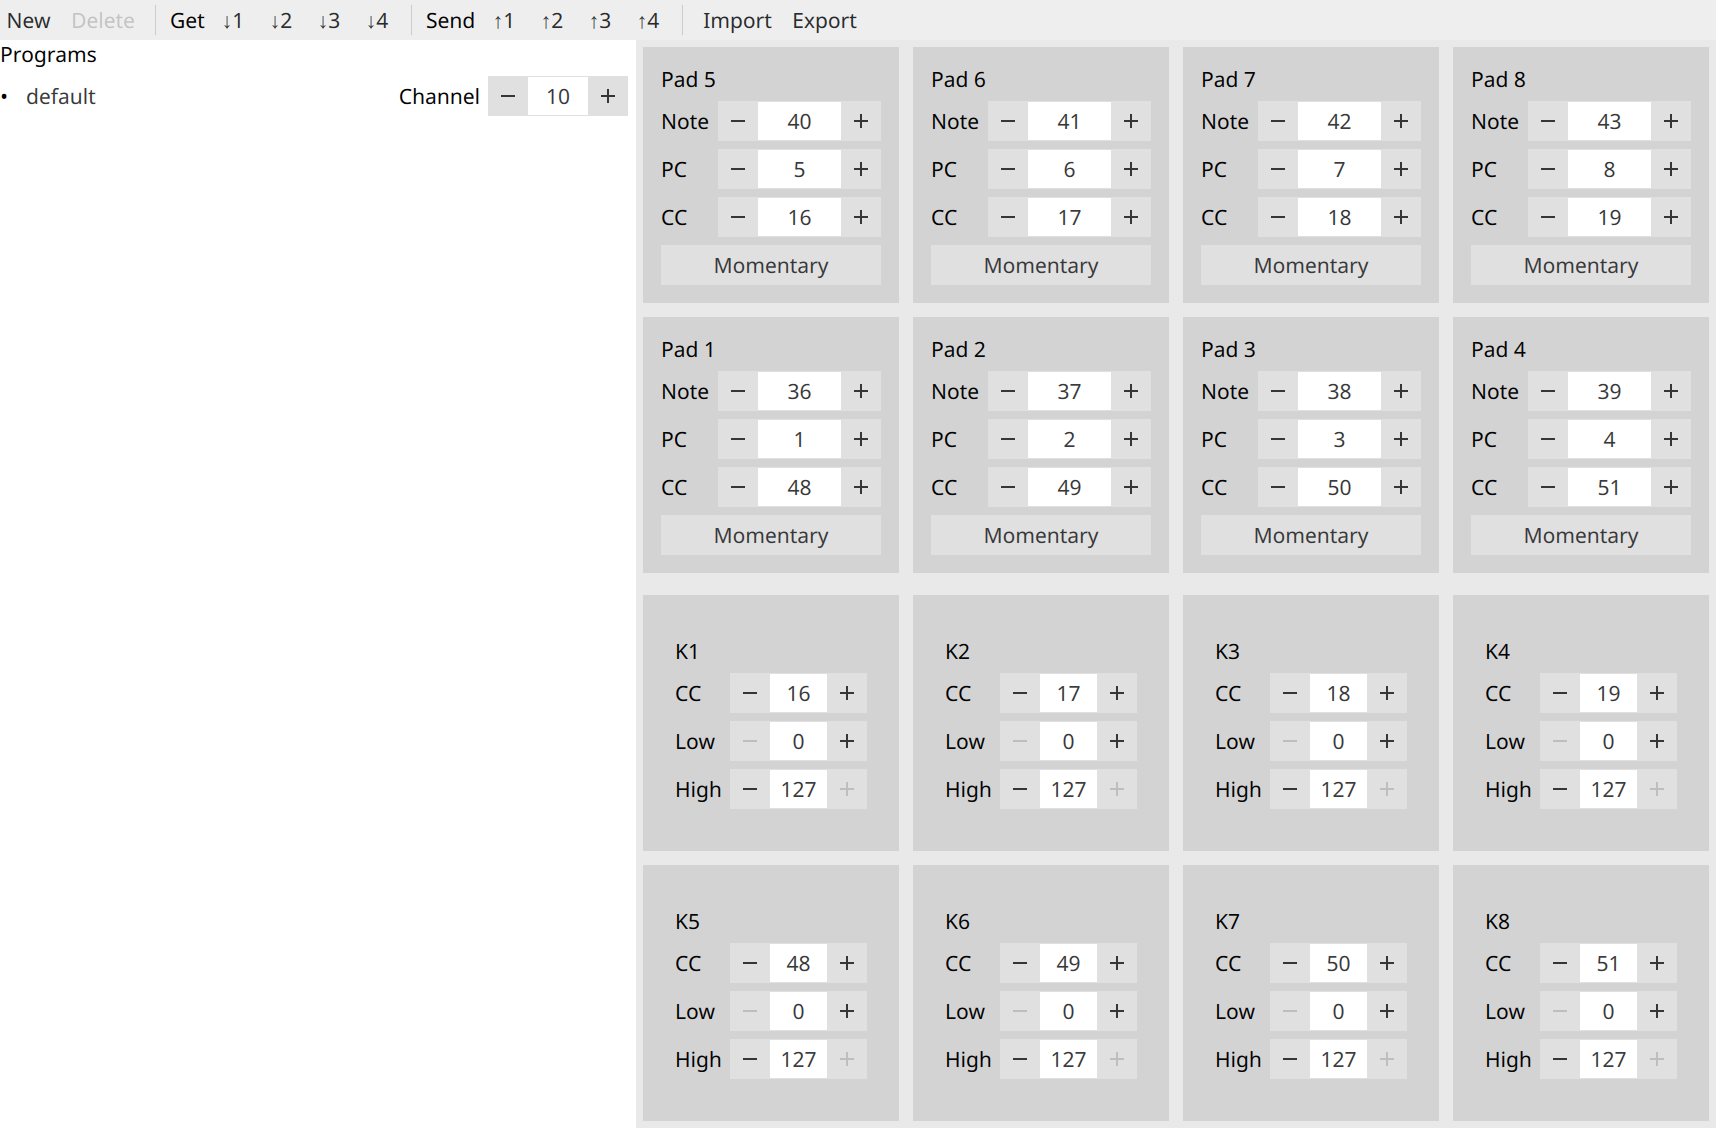 New Delete Get ↓1 ↓2 ↓3 ↓4 Send ↑1 ↑2 ↑3 ↑4 Import Export
Programs
• default Channel − 10 +
Pad 5 Pad 6 Pad 7 Pad 8
Note − 40 + Note − 41 + Note − 42 + Note − 43 +
PC − 5 + PC − 6 + PC − 7 + PC − 8 +
CC − 16 + CC − 17 + CC − 18 + CC − 19 +
Momentary Momentary Momentary Momentary
Pad 1 Pad 2 Pad 3 Pad 4
Note − 36 + Note − 37 + Note − 38 + Note − 39 +
PC − 1 + PC − 2 + PC − 3 + PC − 4 +
CC − 48 + CC − 49 + CC − 50 + CC − 51 +
Momentary Momentary Momentary Momentary
K1 K2 K3 K4
CC − 16 + CC − 17 + CC − 18 + CC − 19 +
Low − 0 + Low − 0 + Low − 0 + Low − 0 +
High − 127 + High − 127 + High − 127 + High − 127 +
K5 K6 K7 K8
CC − 48 + CC − 49 + CC − 50 + CC − 51 +
Low − 0 + Low − 0 + Low − 0 + Low − 0 +
High − 127 + High − 127 + High − 127 + High − 127 +